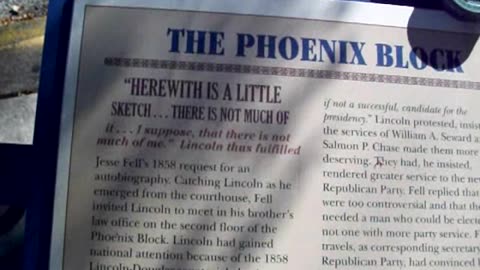 THE PHOENIX BLOCK
"HEREWITH IS A LITTLE
SKETCH . . . THERE IS NOT MUCH OF
it . . . I suppose, that there is not
much of me." Lincoln thus fulfilled
Jesse Fell's 1858 request for an
autobiography. Catching Lincoln as he
emerged from the courthouse, Fell
invited Lincoln to meet in his brother's
law office on the second floor of the
Phoenix Block. Lincoln had gained
national attention because of the 1858
Lincoln-Douglas
if not a successful, candidate for the
presidency." Lincoln protested, insist
the services of William A. Seward a
Salmon P. Chase made them more
deserving. They had, he insisted,
rendered greater service to the new
Republican Party. Fell replied that
were too controversial and that the
needed a man who could be elect
not one with more party service. F
travels, as corresponding secretar
Republican Party, had convinced